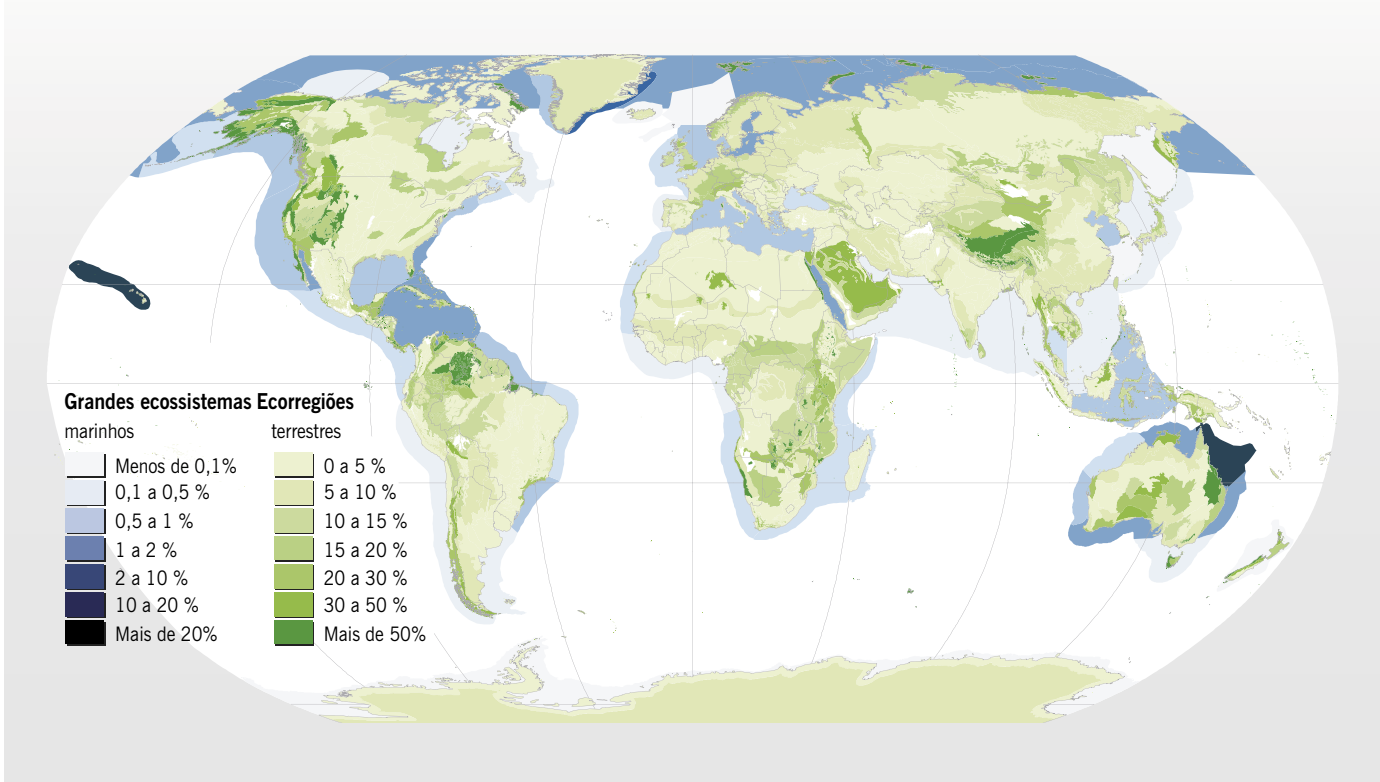 Grandes ecossistemas Ecorregiões
marinhos terrestres
Menos de 0,1% 0 a 5 %
0,1 a 0,5 % 5 a 10 %
0,5 a 1 % 10 a 15 %
1 a 2 % 15 a 20 %
2 a 10 % 20 a 30 %
10 a 20 % 30 a 50 %
Mais de 20% Mais de 50%